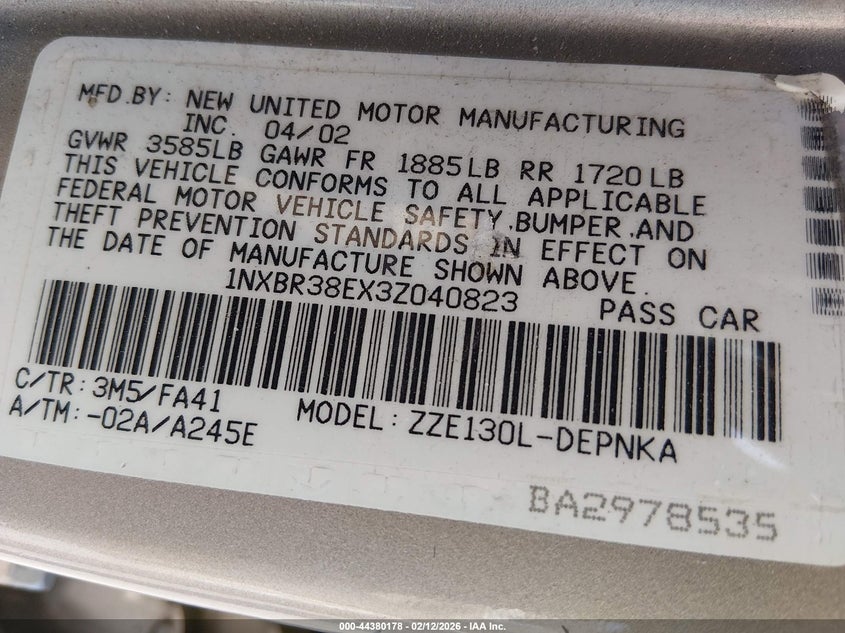 MFD.BY: NEW UNITED MOTOR MANUFACTURING
INC. 04/02
GVWR 3585LB GAWR FR 1885LB RR 1720LB
THIS VEHICLE CONFORMS TO ALL APPLICABLE
FEDERAL MOTOR VEHICLE SAFETY,BUMPER,AND
THEFT PREVENTION STANDARDS IN EFFECT ON
THE DATE OF MANUFACTURE SHOWN ABOVE.
1NXBR38EX3Z040823 PASS CAR
C/TR:3M5/FA41
A/TM:-02A/A245E
MODEL:ZZE130L-DEPNKA
BA2978535
000-44380178 - 02/12/2026 - IAA Inc.